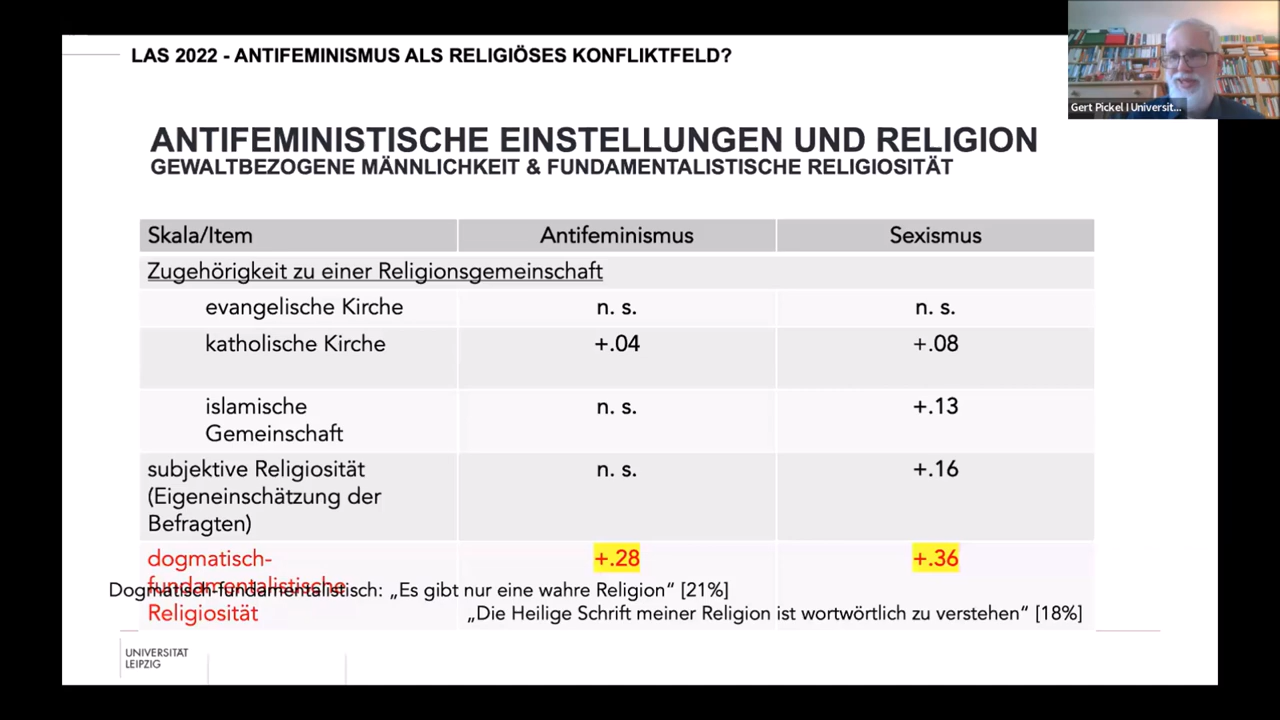 LAS 2022 - ANTIFEMINISMUS ALS RELIGIÖSES KONFLIKTFELD?
Gert Pickel I Universit...
ANTIFEMINISTISCHE EINSTELLUNGEN UND RELIGION
GEWALTBEZOGENE MÄNNLICHKEIT & FUNDAMENTALISTISCHE RELIGIOSITÄT
Skala/Item Antifeminismus Sexismus
Zugehörigkeit zu einer Religionsgemeinschaft
evangelische Kirche n. s. n. s.
katholische Kirche +.04 +.08
islamische n. s. +.13
Gemeinschaft
subjektive Religiosität n. s. +.16
(Eigeneinschätzung der
Befragten)
dogmatisch- +.28 +.36
fundamentalistische
Dogmatisch-fundamentalistisch: „Es gibt nur eine wahre Religion“ [21%]
Religiosität „Die Heilige Schrift meiner Religion ist wortwörtlich zu verstehen“ [18%]
UNIVERSITÄT
LEIPZIG